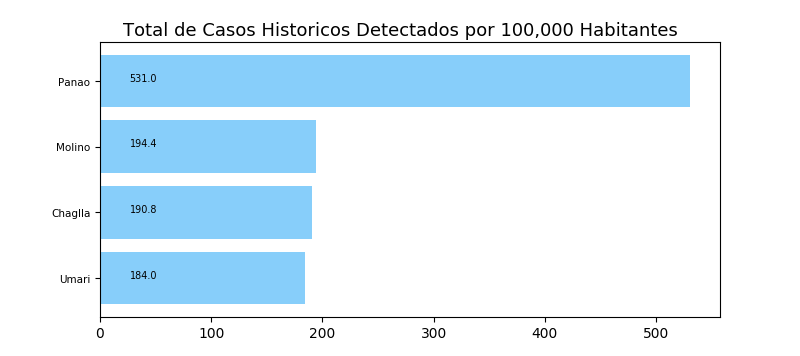 Total de Casos Historicos Detectados por 100,000 Habitantes
Panao 531.0
Molino 194.4
Chaglla 190.8
Umari 184.0
0 100 200 300 400 500